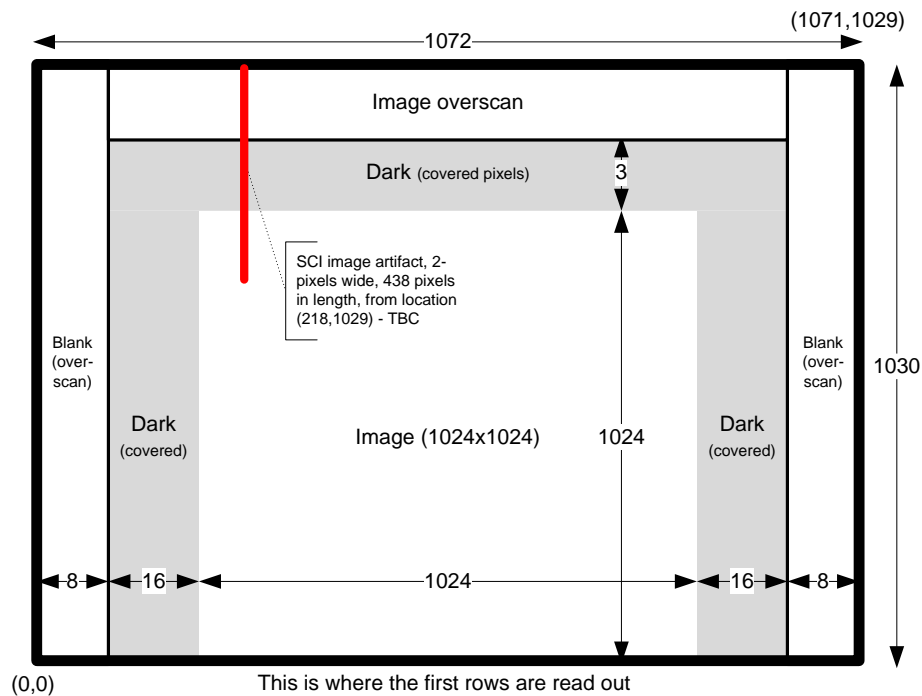 (1071,1029)
1072
Image overscan
Dark (covered pixels)
3
SCI image artifact, 2-
pixels wide, 438 pixels
in length, from location
(218,1029) - TBC
Blank
(over-
scan)
Blank
(over-
scan)
1030
Dark
(covered)
Image (1024x1024)
1024
Dark
(covered)
8
16
1024
16
8
(0,0)
This is where the first rows are read out